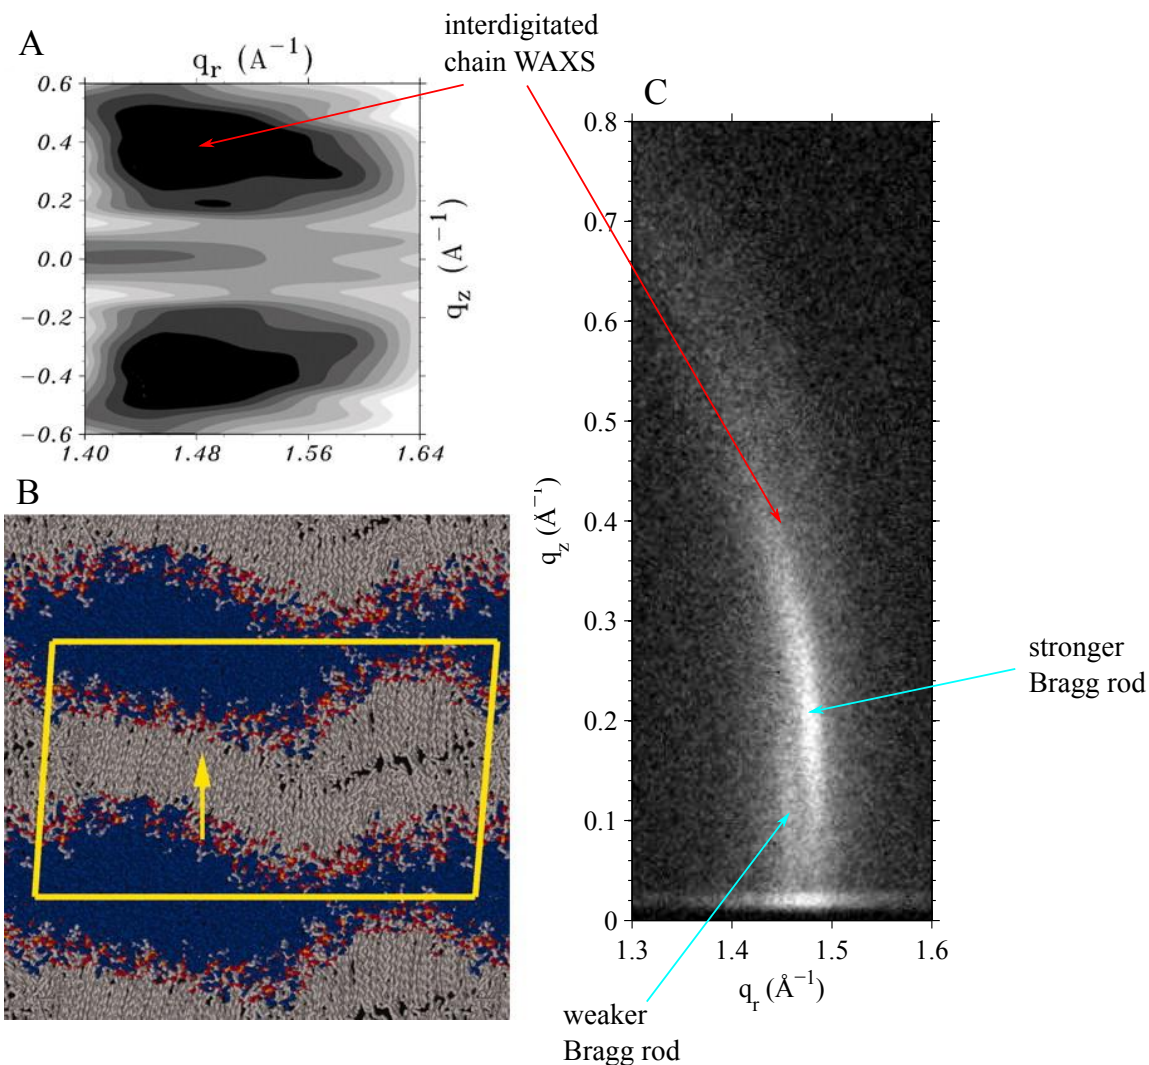 interdigitated
chain WAXS
A
q_r (A⁻¹)
0.6
0.4
0.2
0.0
−0.2
−0.4
−0.6
1.40 1.48 1.56 1.64
q_z (A⁻¹)
B
C
0.8
0.7
0.6
0.5
0.4
0.3
0.2
0.1
0
q_z (Å⁻¹)
1.3 1.4 1.5 1.6
q_r (Å⁻¹)
stronger
Bragg rod
weaker
Bragg rod